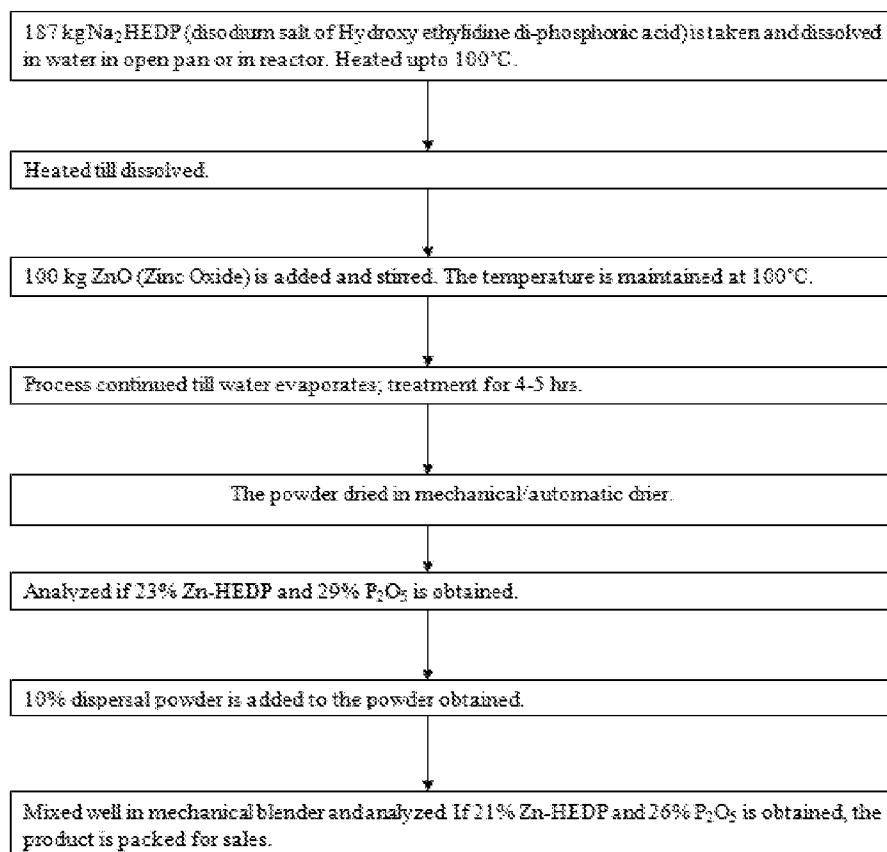 187 kg Na₂HEDP (disodium salt of Hydroxy ethylidine di-phosphoric acid) is taken and dissolved
in water in open pan or in reactor. Heated upto 100°C.
Heated till dissolved.
100 kg ZnO (Zinc Oxide) is added and stirred. The temperature is maintained at 100°C.
Process continued till water evaporates; treatment for 4-5 hrs.
The powder dried in mechanical/automatic drier.
Analyzed if 23% Zn-HEDP and 29% P₂O₅ is obtained.
10% dispersal powder is added to the powder obtained.
Mixed well in mechanical blender and analyzed. If 21% Zn-HEDP and 26% P₂O₅ is obtained, the
product is packed for sales.